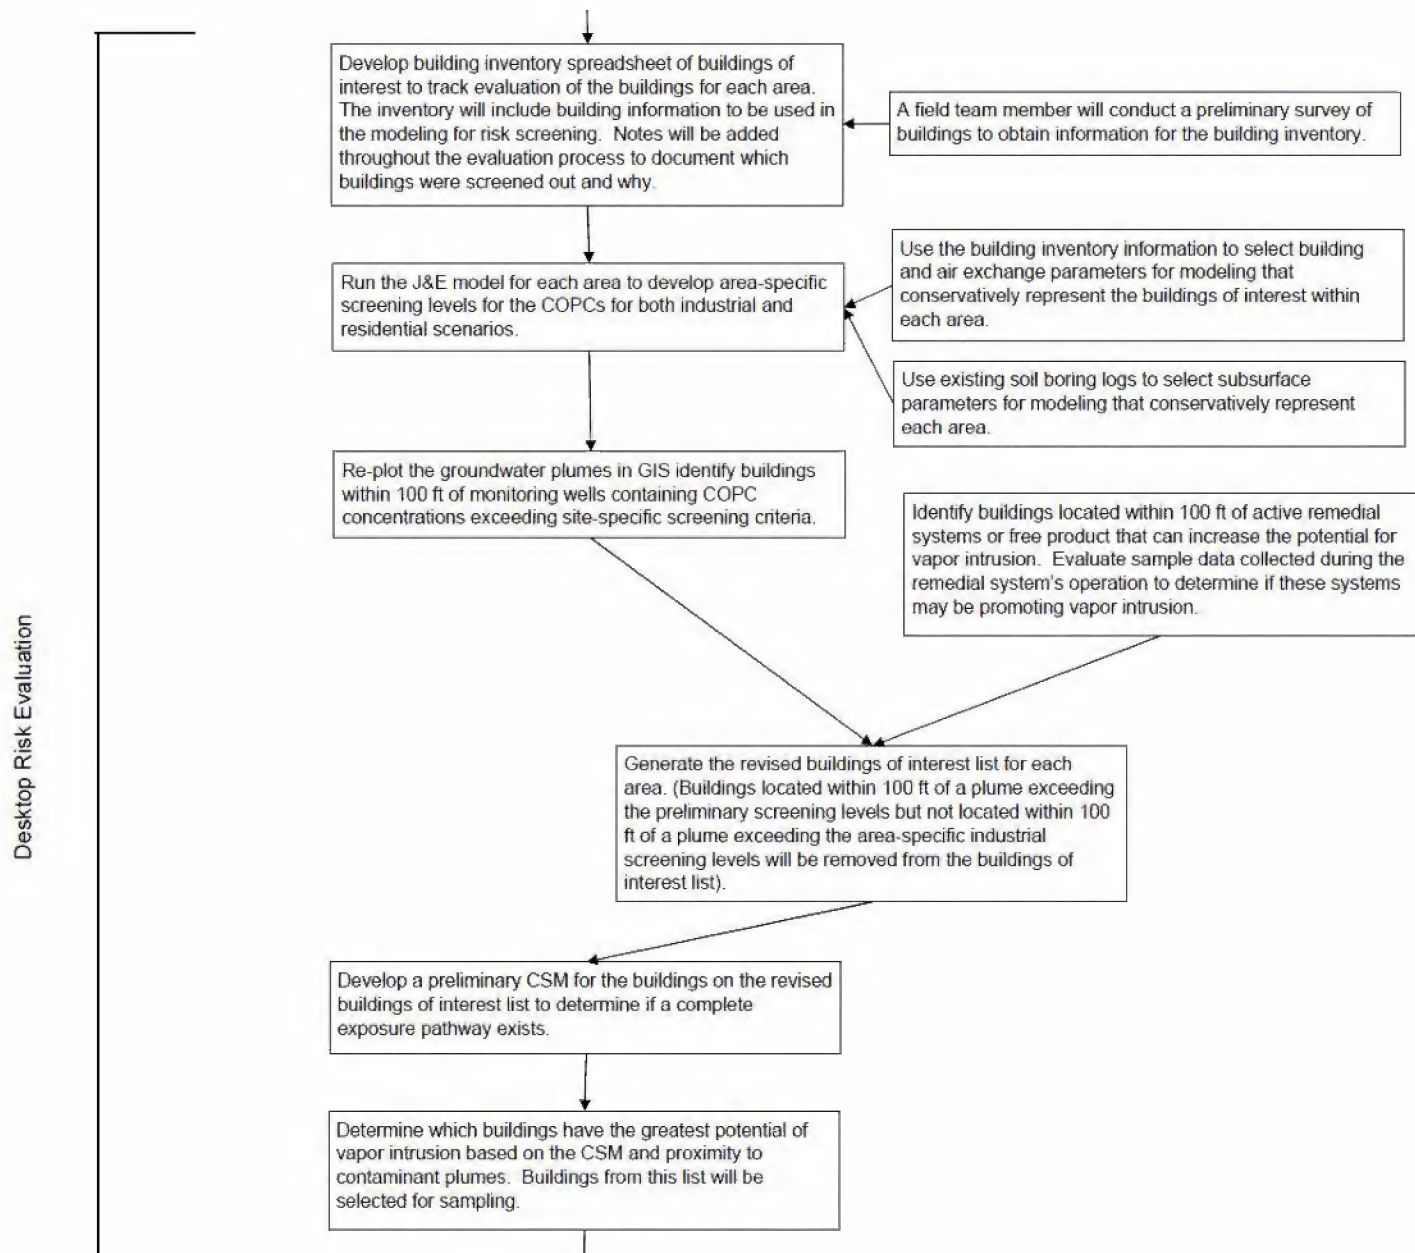 Develop building inventory spreadsheet of buildings of
interest to track evaluation of the buildings for each area.
The inventory will include building information to be used in
the modeling for risk screening.  Notes will be added
throughout the evaluation process to document which
buildings were screened out and why.
A field team member will conduct a preliminary survey of
buildings to obtain information for the building inventory.
Run the J&E model for each area to develop area-specific
screening levels for the COPCs for both industrial and
residential scenarios.
Use the building inventory information to select building
and air exchange parameters for modeling that
conservatively represent the buildings of interest within
each area.
Use existing soil boring logs to select subsurface
parameters for modeling that conservatively represent
each area.
Re-plot the groundwater plumes in GIS identify buildings
within 100 ft of monitoring wells containing COPC
concentrations exceeding site-specific screening criteria.
Identify buildings located within 100 ft of active remedial
systems or free product that can increase the potential for
vapor intrusion.  Evaluate sample data collected during the
remedial system's operation to determine if these systems
may be promoting vapor intrusion.
Desktop Risk Evaluation
Generate the revised buildings of interest list for each
area. (Buildings located within 100 ft of a plume exceeding
the preliminary screening levels but not located within 100
ft of a plume exceeding the area-specific industrial
screening levels will be removed from the buildings of
interest list).
Develop a preliminary CSM for the buildings on the revised
buildings of interest list to determine if a complete
exposure pathway exists.
Determine which buildings have the greatest potential of
vapor intrusion based on the CSM and proximity to
contaminant plumes.  Buildings from this list will be
selected for sampling.